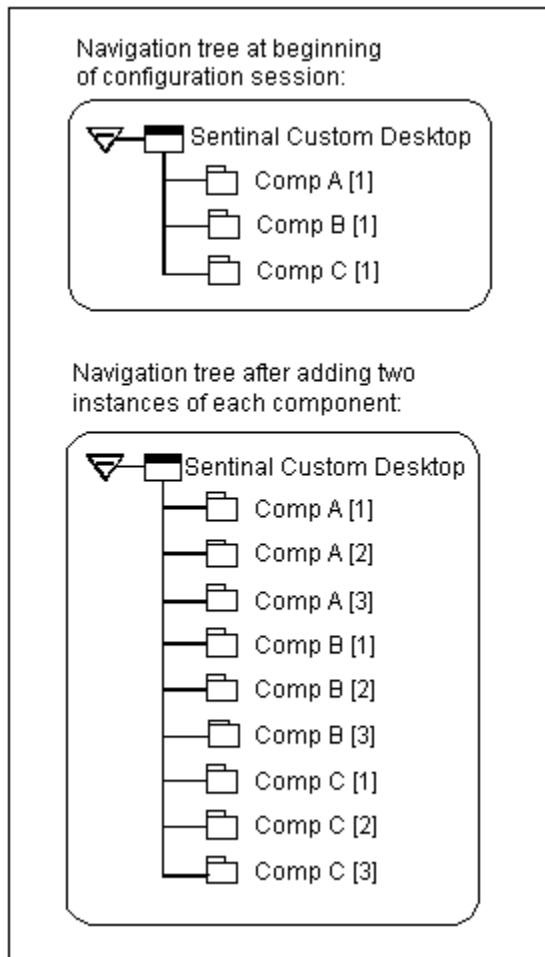 Navigation tree at beginning
of configuration session:
Sentinal Custom Desktop
Comp A [1]
Comp B [1]
Comp C [1]
Navigation tree after adding two
instances of each component:
Sentinal Custom Desktop
Comp A [1]
Comp A [2]
Comp A [3]
Comp B [1]
Comp B [2]
Comp B [3]
Comp C [1]
Comp C [2]
Comp C [3]